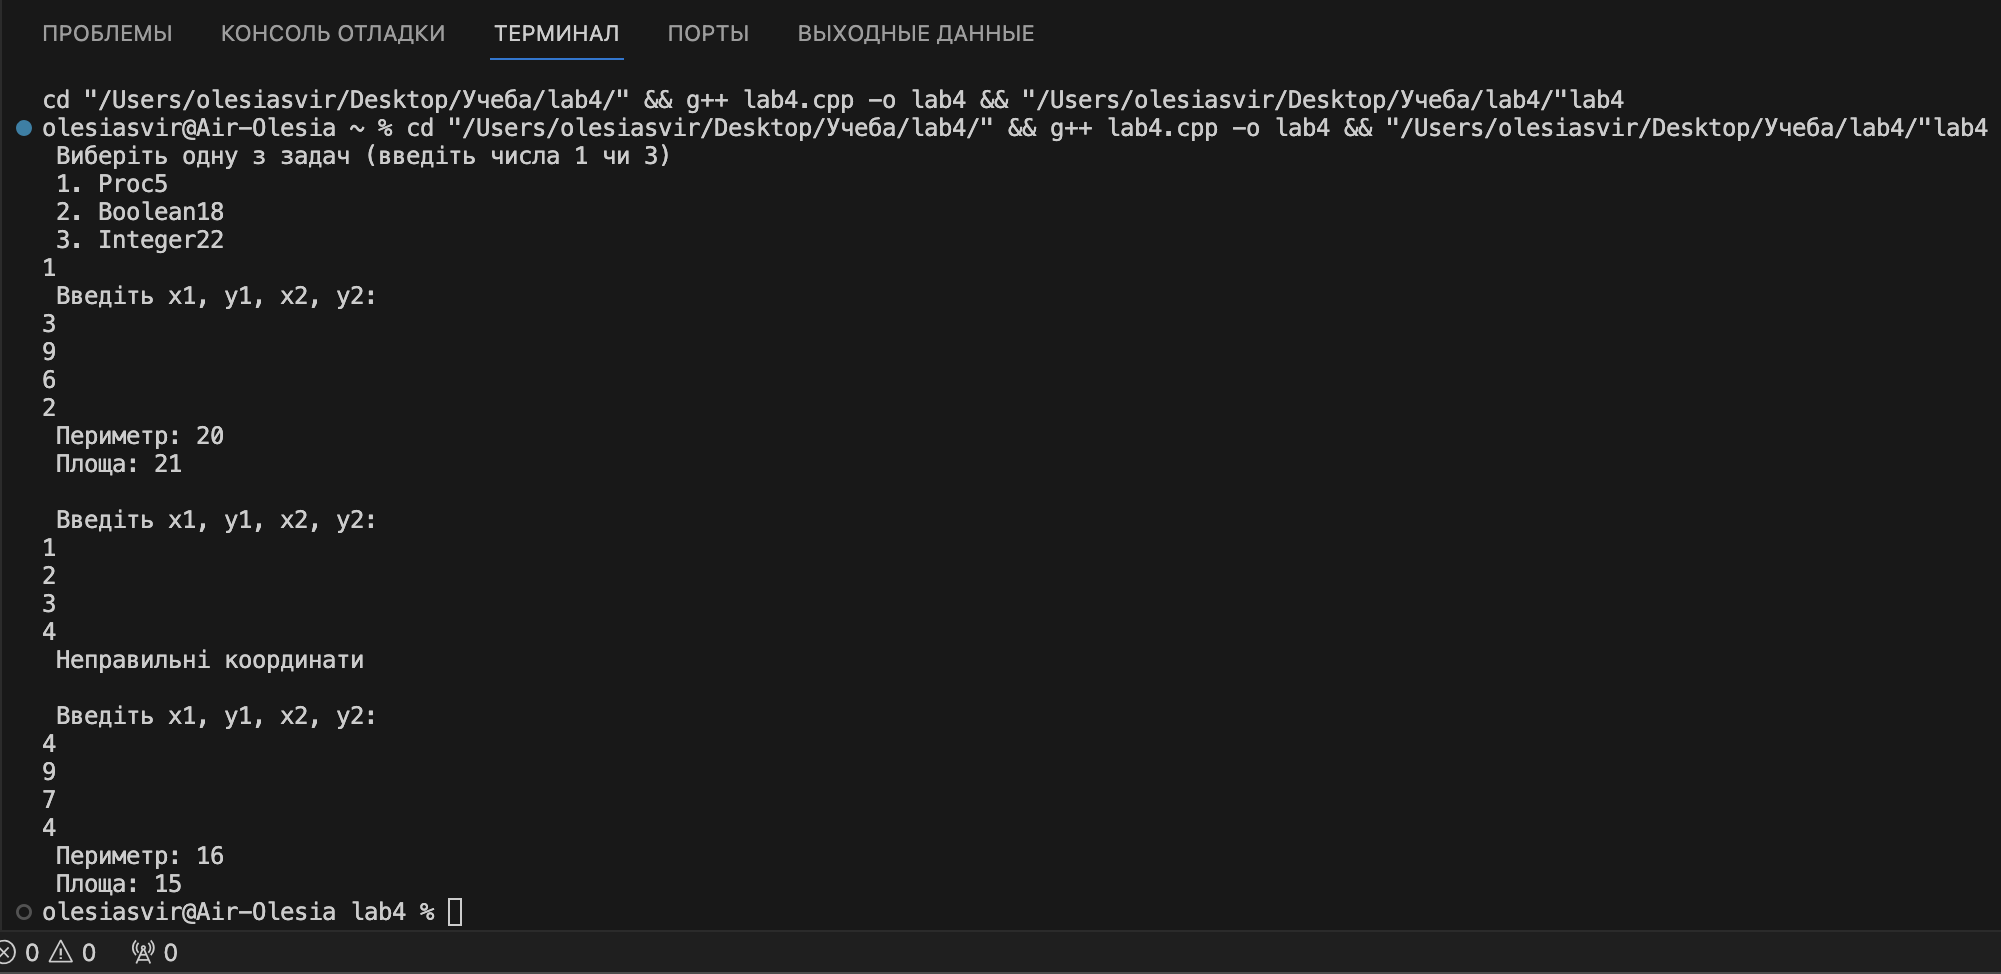 ПРОБЛЕМЫ КОНСОЛЬ ОТЛАДКИ ТЕРМИНАЛ ПОРТЫ ВЫХОДНЫЕ ДАННЫЕ
cd "/Users/olesiasvir/Desktop/Учеба/lab4/" && g++ lab4.cpp -o lab4 && "/Users/olesiasvir/Desktop/Учеба/lab4/"lab4
olesiasvir@Air-Olesia ~ % cd "/Users/olesiasvir/Desktop/Учеба/lab4/" && g++ lab4.cpp -o lab4 && "/Users/olesiasvir/Desktop/Учеба/lab4/"lab4
Виберіть одну з задач (введіть числа 1 чи 3)
1. Proc5
2. Boolean18
3. Integer22
1
Введіть x1, y1, x2, y2:
3
9
6
2
Периметр: 20
Площа: 21
Введіть x1, y1, x2, y2:
1
2
3
4
Неправильні координати
Введіть x1, y1, x2, y2:
4
9
7
4
Периметр: 16
Площа: 15
olesiasvir@Air-Olesia lab4 %
0 0 0